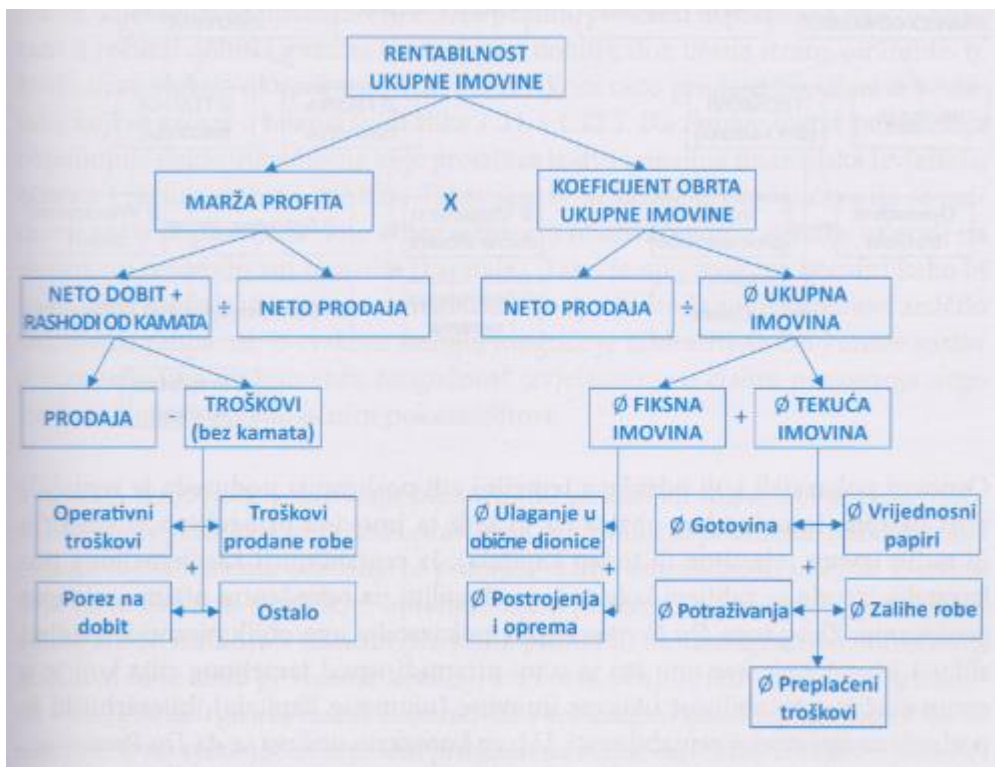 RENTABILNOST
UKUPNE IMOVINE
MARŽA PROFITA
X
KOEFICIJENT OBRTA
UKUPNE IMOVINE
NETO DOBIT +
RASHODI OD KAMATA
÷
NETO PRODAJA
NETO PRODAJA
÷
Ø UKUPNA
IMOVINA
PRODAJA
TROŠKOVI
(bez kamata)
Ø FIKSNA
IMOVINA
+
Ø TEKUĆA
IMOVINA
Operativni
troškovi
Troškovi
prodane robe
Ø Ulaganje u
obične dionice
Ø Gotovina
Ø Vrijednosni
papiri
+
+
+
Porez na
dobit
Ostalo
Ø Postrojenja
i oprema
Ø Potraživanja
Ø Zalihe robe
Ø Preplaćeni
troškovi